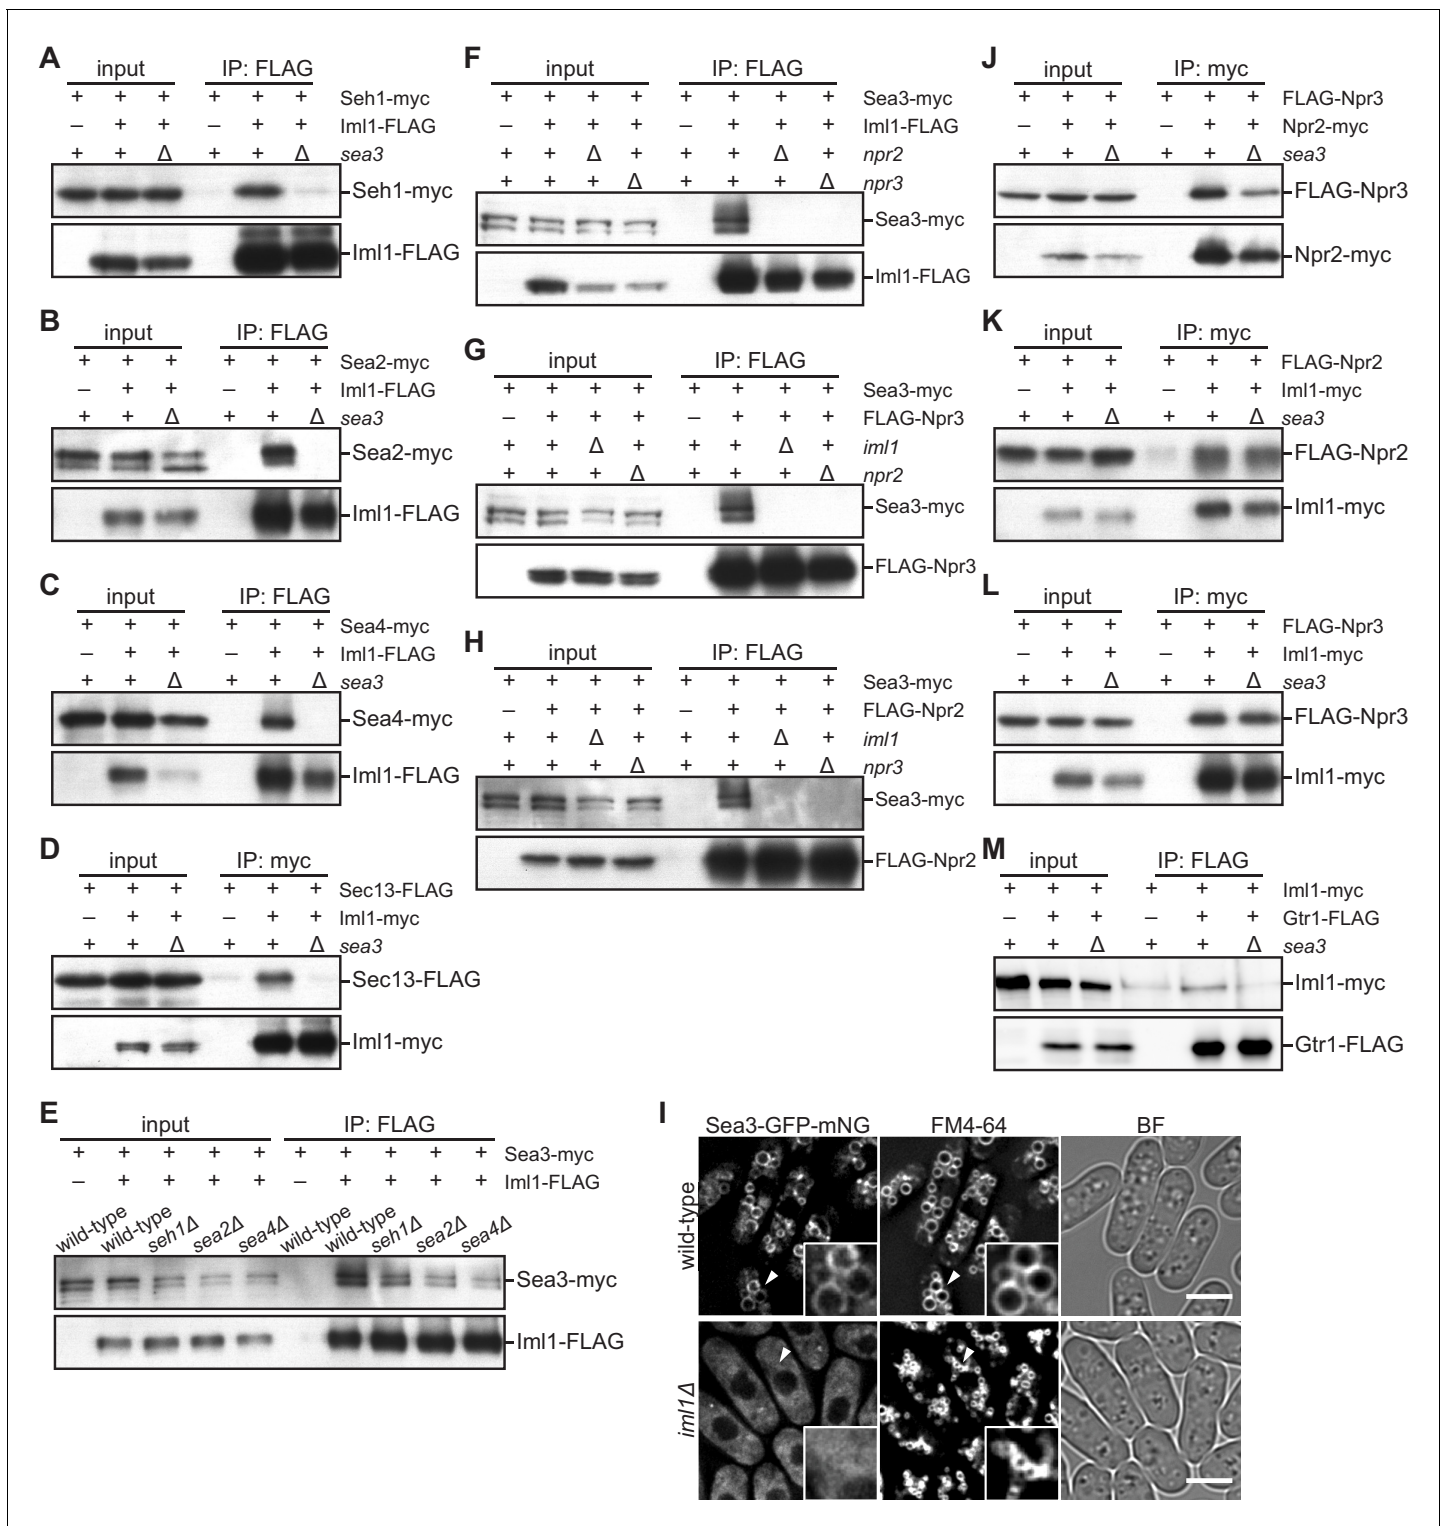 A
input IP: FLAG
+ + + + + + Seh1-myc
– + + – + + Iml1-FLAG
+ + Δ + + Δ sea3
Seh1-myc
Iml1-FLAG
B
input IP: FLAG
+ + + + + + Sea2-myc
– + + – + + Iml1-FLAG
+ + Δ + + Δ sea3
Sea2-myc
Iml1-FLAG
C
input IP: FLAG
+ + + + + + Sea4-myc
– + + – + + Iml1-FLAG
+ + Δ + + Δ sea3
Sea4-myc
Iml1-FLAG
D
input IP: myc
+ + + + + + Sec13-FLAG
– + + – + + Iml1-myc
+ + Δ + + Δ sea3
Sec13-FLAG
Iml1-myc
E
input IP: FLAG
+ + + + + + + + + + Sea3-myc
– + + + + – + + + + Iml1-FLAG
wild-type wild-type seh1Δ sea2Δ sea4Δ wild-type wild-type seh1Δ sea2Δ sea4Δ
Sea3-myc
Iml1-FLAG
F
input IP: FLAG
+ + + + + + + + Sea3-myc
– + + + – + + + Iml1-FLAG
+ + Δ + + + Δ + npr2
+ + + Δ + + + Δ npr3
Sea3-myc
Iml1-FLAG
G
input IP: FLAG
+ + + + + + + + Sea3-myc
– + + + – + + + FLAG-Npr3
+ + Δ + + + Δ + iml1
+ + + Δ + + + Δ npr2
Sea3-myc
FLAG-Npr3
H
input IP: FLAG
+ + + + + + + + Sea3-myc
– + + + – + + + FLAG-Npr2
+ + Δ + + + Δ + iml1
+ + + Δ + + + Δ npr3
Sea3-myc
FLAG-Npr2
I
Sea3-GFP-mNG FM4-64 BF
wild-type
iml1Δ
J
input IP: myc
+ + + + + + FLAG-Npr3
– + + – + + Npr2-myc
+ + Δ + + Δ sea3
FLAG-Npr3
Npr2-myc
K
input IP: myc
+ + + + + + FLAG-Npr2
– + + – + + Iml1-myc
+ + Δ + + Δ sea3
FLAG-Npr2
Iml1-myc
L
input IP: myc
+ + + + + + FLAG-Npr3
– + + – + + Iml1-myc
+ + Δ + + Δ sea3
FLAG-Npr3
Iml1-myc
M
input IP: FLAG
+ + + + + + Iml1-myc
– + + – + + Gtr1-FLAG
+ + Δ + + Δ sea3
Iml1-myc
Gtr1-FLAG